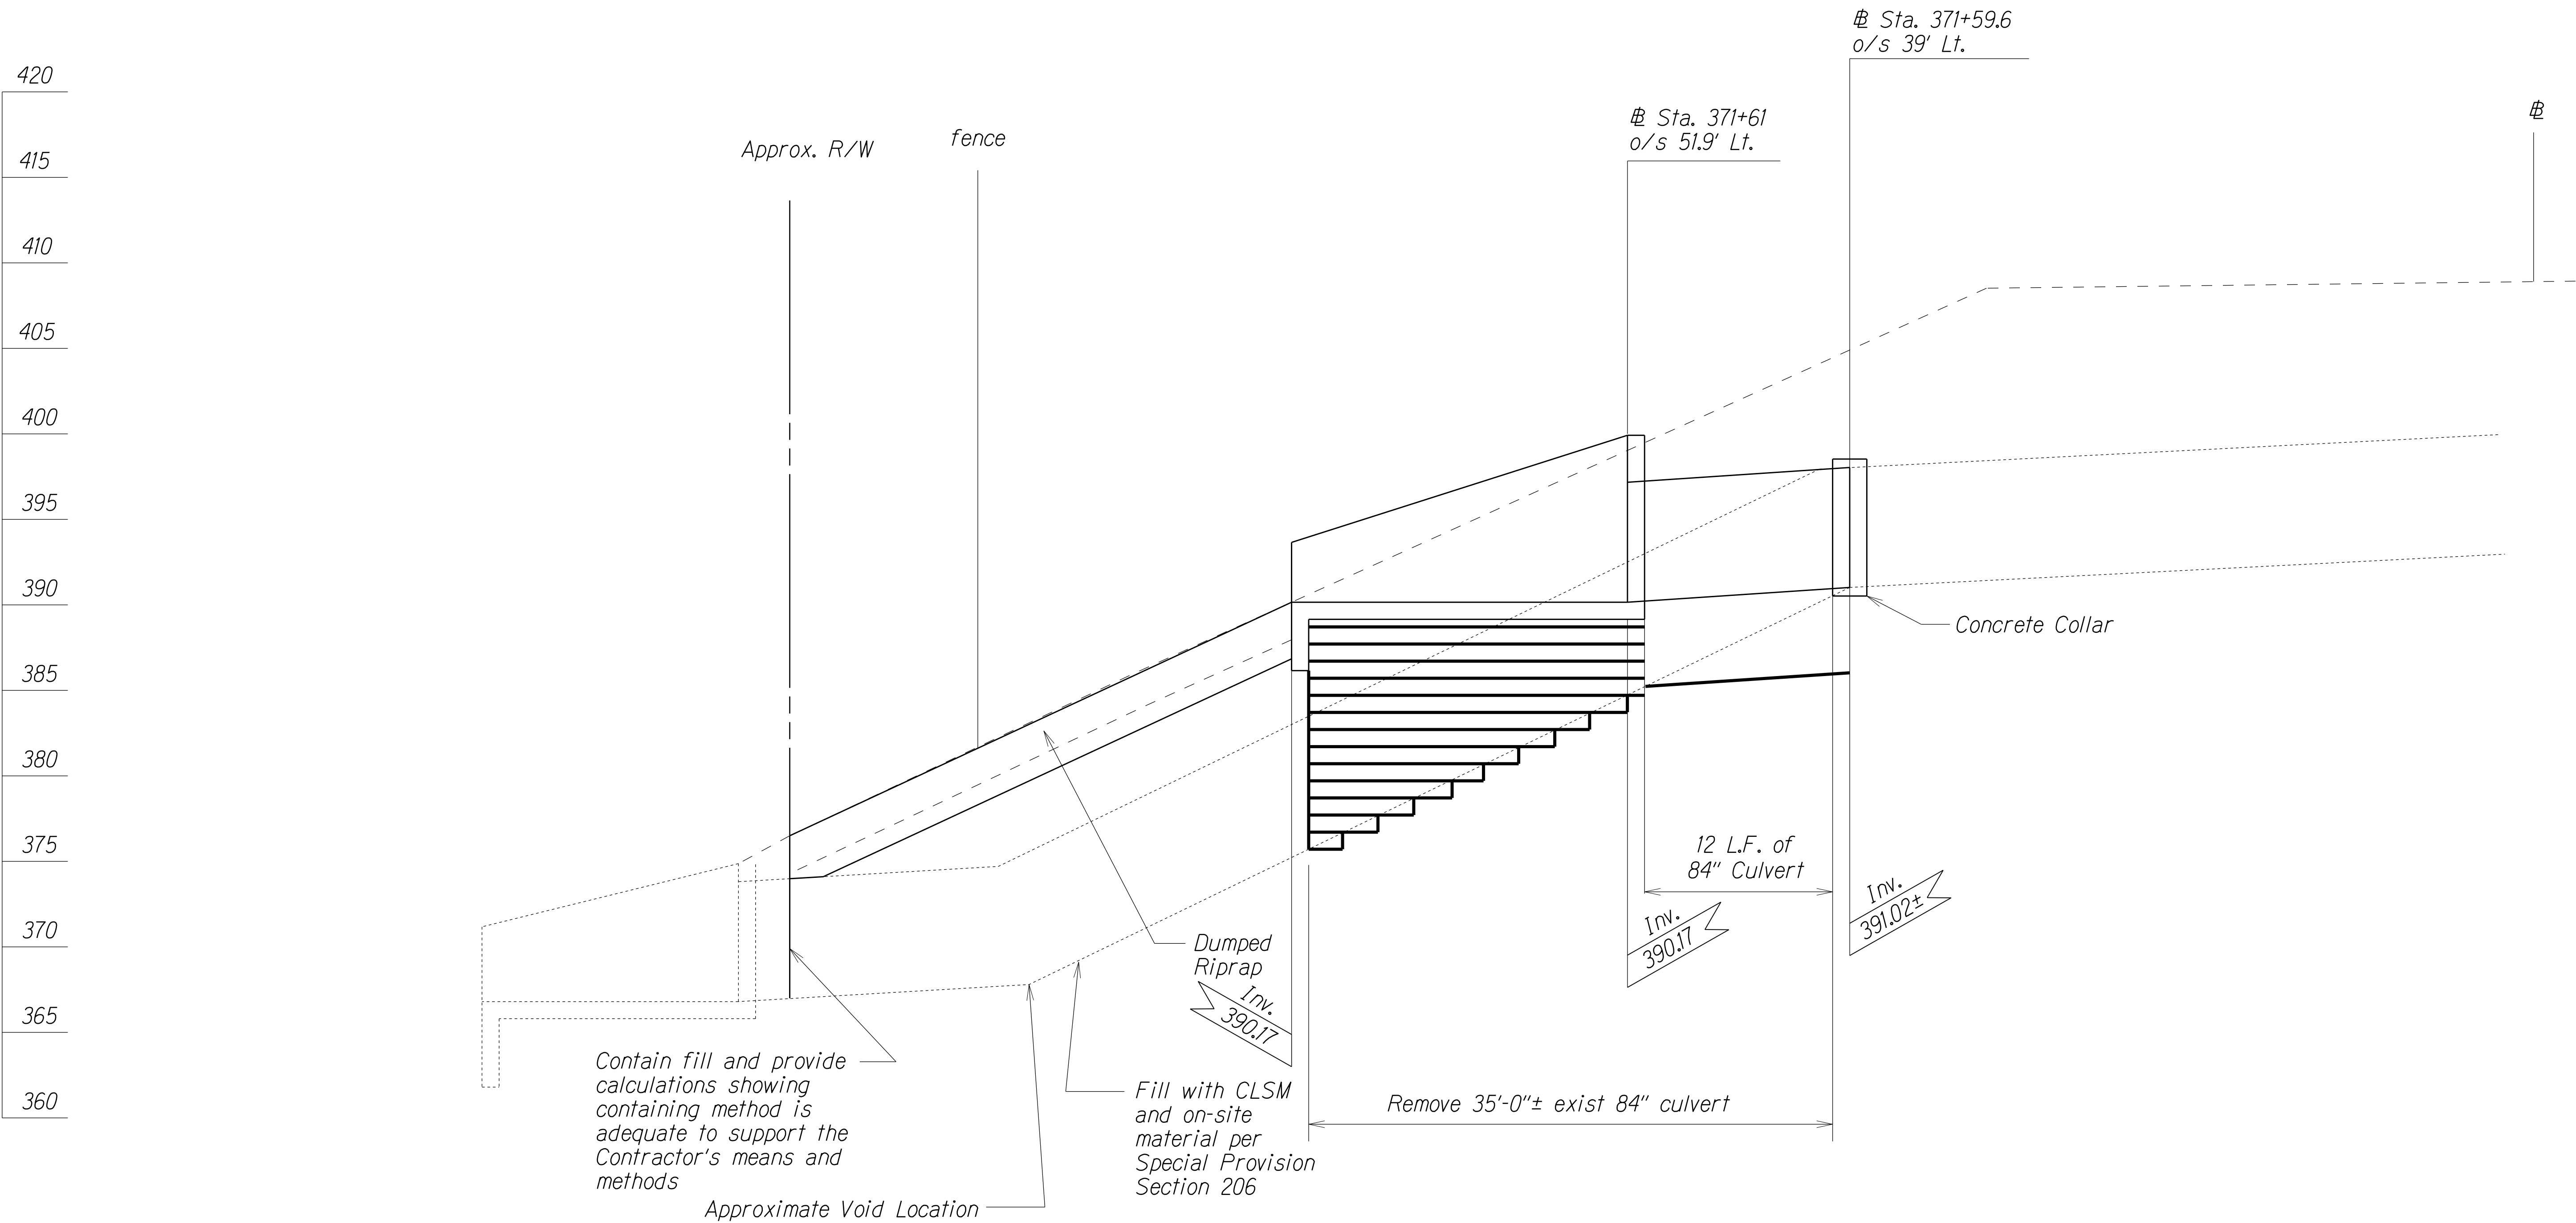 420
415
410
405
400
395
390
385
380
375
370
365
360
Approx. R/W
fence
℄ Sta. 371+61
o/s 51.9' Lt.
℄ Sta. 371+59.6
o/s 39' Lt.
℄
Concrete Collar
12 L.F. of
84" Culvert
Inv.
391.02±
Inv.
390.17
Inv.
390.17
Dumped
Riprap
Remove 35'-0"± exist 84" culvert
Contain fill and provide
calculations showing
containing method is
adequate to support the
Contractor's means and
methods
Fill with CLSM
and on-site
material per
Special Provision
Section 206
Approximate Void Location